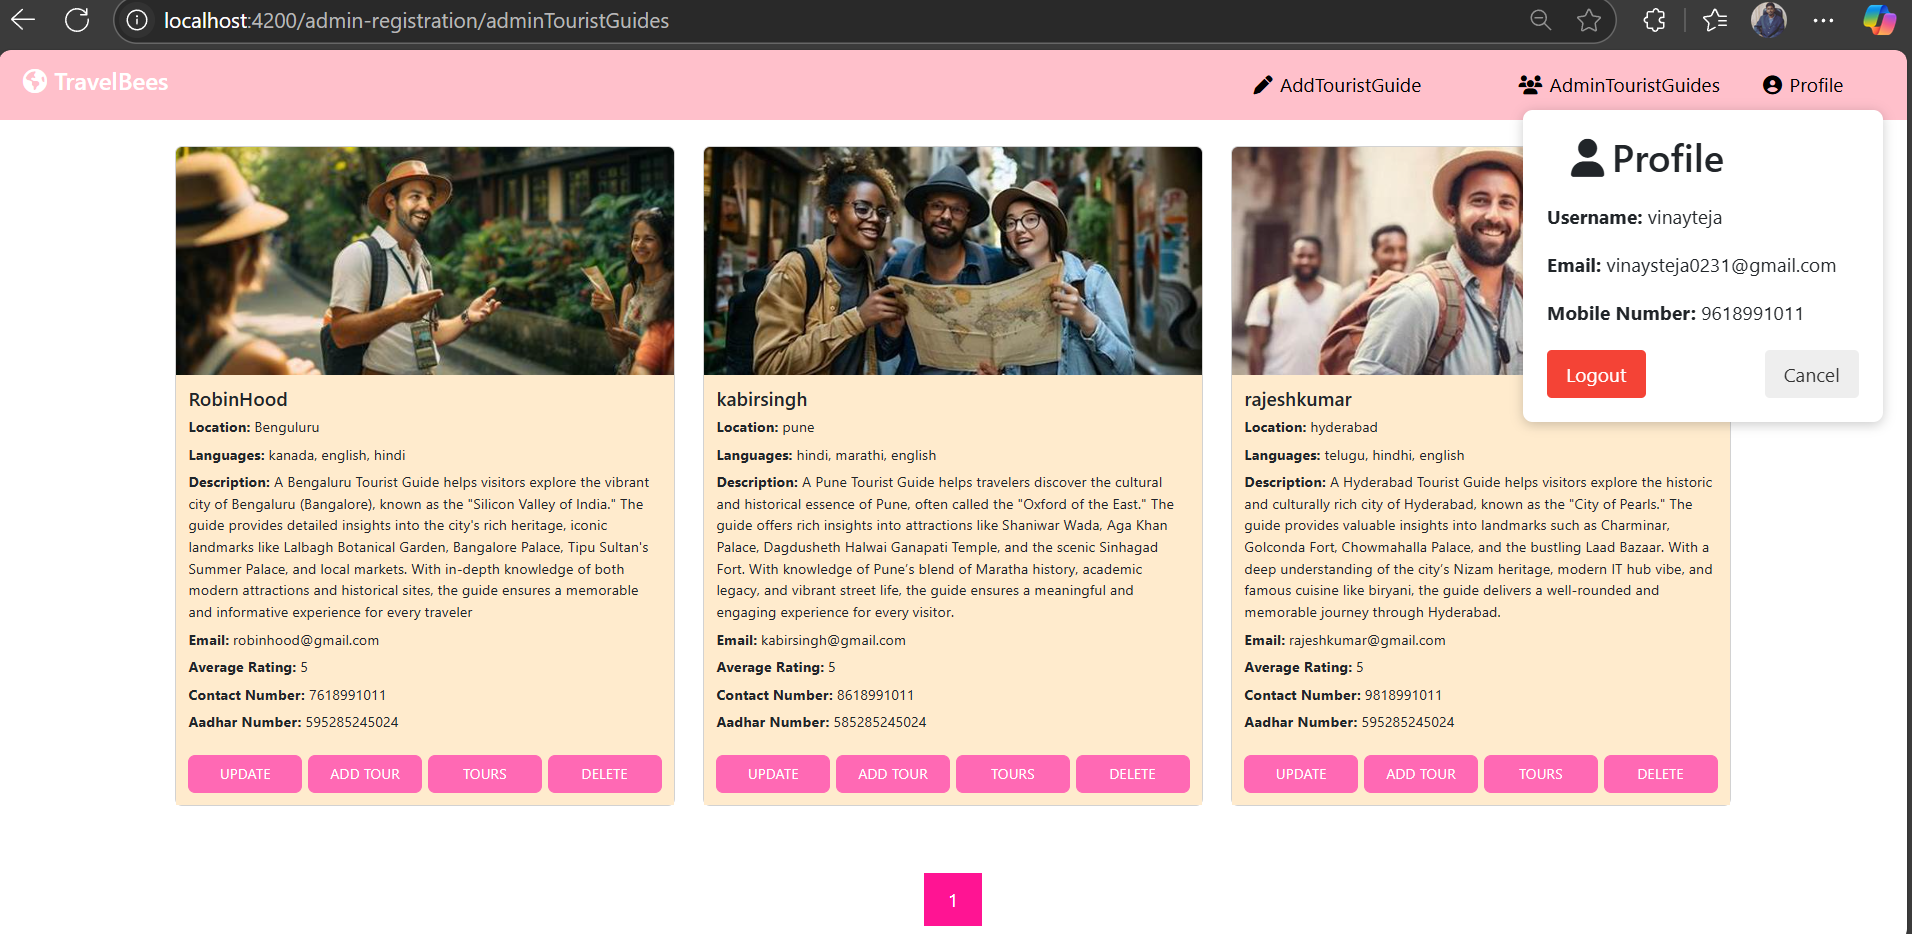 localhost:4200/admin-registration/adminTouristGuides
TravelBees
AddTouristGuide
AdminTouristGuides
Profile
Profile
Username: vinayteja
Email: vinaysteja0231@gmail.com
Mobile Number: 9618991011
Logout
Cancel
RobinHood
Location: Benguluru
Languages: kanada, english, hindi
Description: A Bengaluru Tourist Guide helps visitors explore the vibrant
city of Bengaluru (Bangalore), known as the "Silicon Valley of India." The
guide provides detailed insights into the city's rich heritage, iconic
landmarks like Lalbagh Botanical Garden, Bangalore Palace, Tipu Sultan's
Summer Palace, and local markets. With in-depth knowledge of both
modern attractions and historical sites, the guide ensures a memorable
and informative experience for every traveler
Email: robinhood@gmail.com
Average Rating: 5
Contact Number: 7618991011
Aadhar Number: 595285245024
UPDATE
ADD TOUR
TOURS
DELETE
kabirsingh
Location: pune
Languages: hindi, marathi, english
Description: A Pune Tourist Guide helps travelers discover the cultural
and historical essence of Pune, often called the "Oxford of the East." The
guide offers rich insights into attractions like Shaniwar Wada, Aga Khan
Palace, Dagdusheth Halwai Ganapati Temple, and the scenic Sinhagad
Fort. With knowledge of Pune’s blend of Maratha history, academic
legacy, and vibrant street life, the guide ensures a meaningful and
engaging experience for every visitor.
Email: kabirsingh@gmail.com
Average Rating: 5
Contact Number: 8618991011
Aadhar Number: 585285245024
UPDATE
ADD TOUR
TOURS
DELETE
rajeshkumar
Location: hyderabad
Languages: telugu, hindhi, english
Description: A Hyderabad Tourist Guide helps visitors explore the historic
and culturally rich city of Hyderabad, known as the "City of Pearls." The
guide provides valuable insights into landmarks such as Charminar,
Golconda Fort, Chowmahalla Palace, and the bustling Laad Bazaar. With a
deep understanding of the city’s Nizam heritage, modern IT hub vibe, and
famous cuisine like biryani, the guide delivers a well-rounded and
memorable journey through Hyderabad.
Email: rajeshkumar@gmail.com
Average Rating: 5
Contact Number: 9818991011
Aadhar Number: 595285245024
UPDATE
ADD TOUR
TOURS
DELETE
1